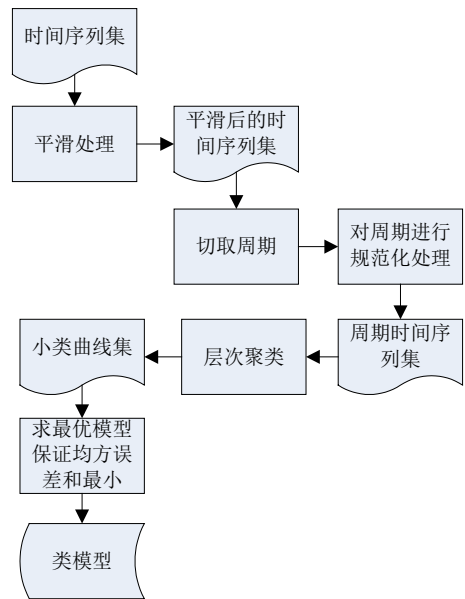 时间序列集
平滑处理
平滑后的时
间序列集
切取周期
对周期进行
规范化处理
周期时间序
列集
层次聚类
小类曲线集
求最优模型
保证均方误
差和最小
类模型